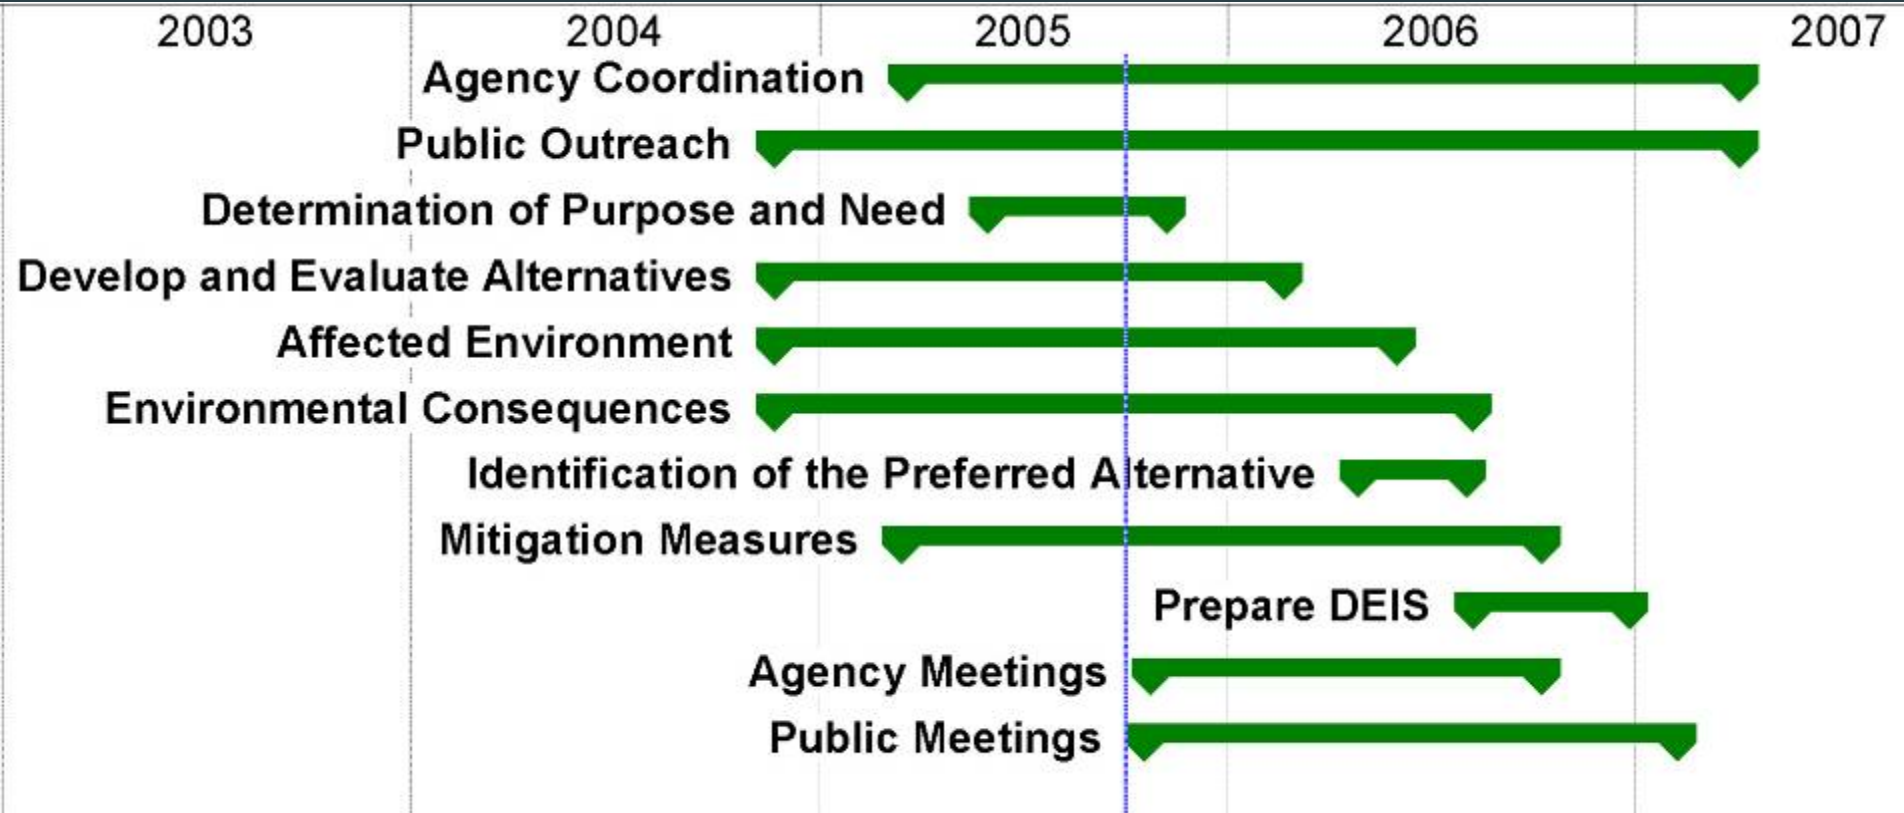 2003 2004 2005 2006 2007
Agency Coordination
Public Outreach
Determination of Purpose and Need
Develop and Evaluate Alternatives
Affected Environment
Environmental Consequences
Identification of the Preferred Alternative
Mitigation Measures
Prepare DEIS
Agency Meetings
Public Meetings